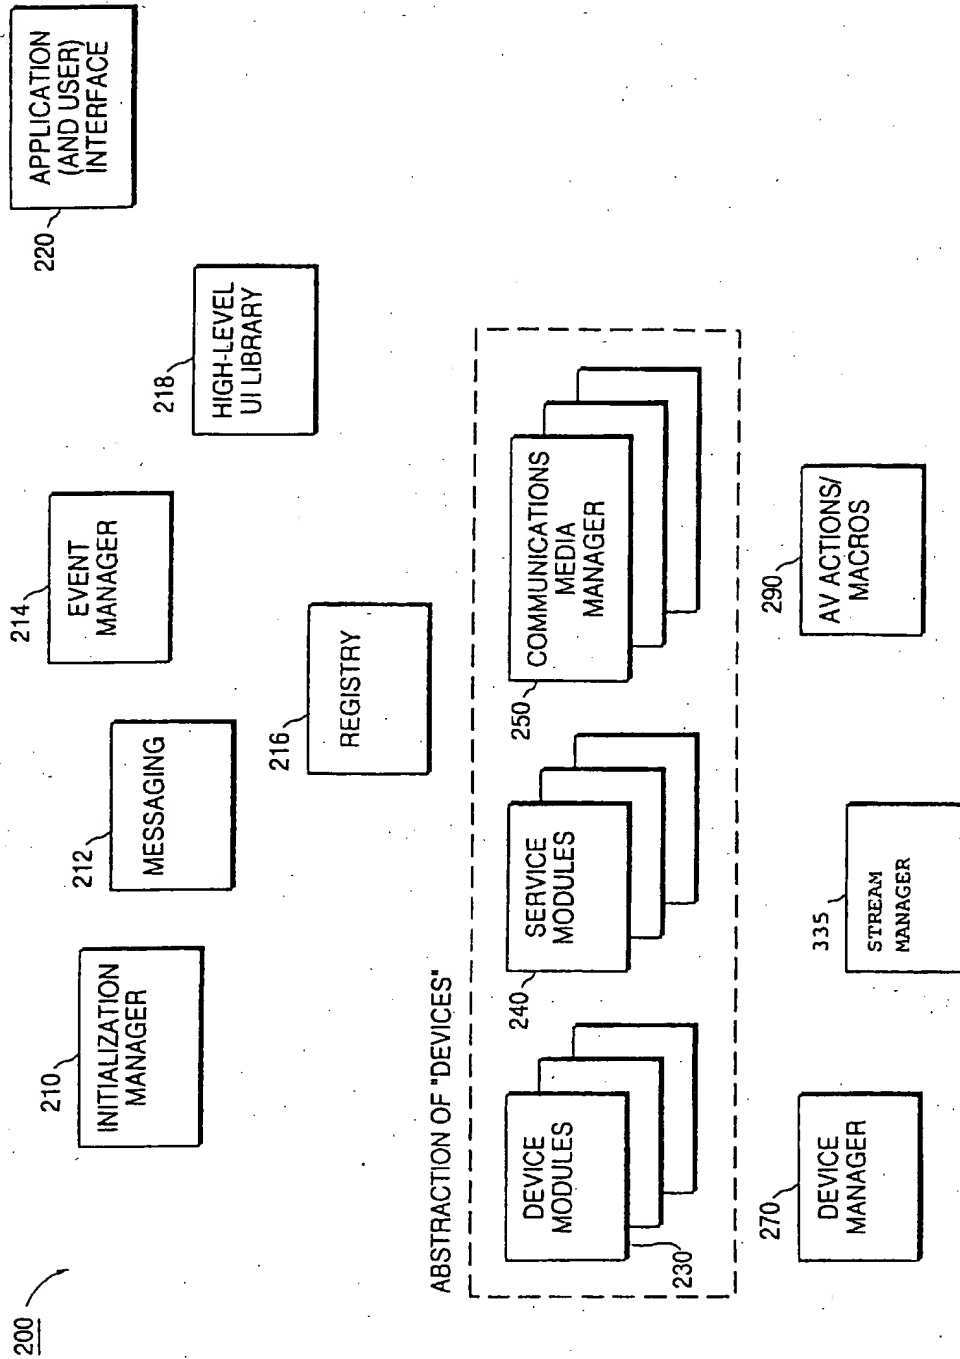 200
210
INITIALIZATION
MANAGER
212
MESSAGING
214
EVENT
MANAGER
216
REGISTRY
218
HIGH-LEVEL
UI LIBRARY
220
APPLICATION
(AND USER)
INTERFACE
ABSTRACTION OF "DEVICES"
DEVICE
MODULES
230
240
SERVICE
MODULES
250
COMMUNICATIONS
MEDIA
MANAGER
270
DEVICE
MANAGER
335
STREAM
MANAGER
290
AV ACTIONS/
MACROS